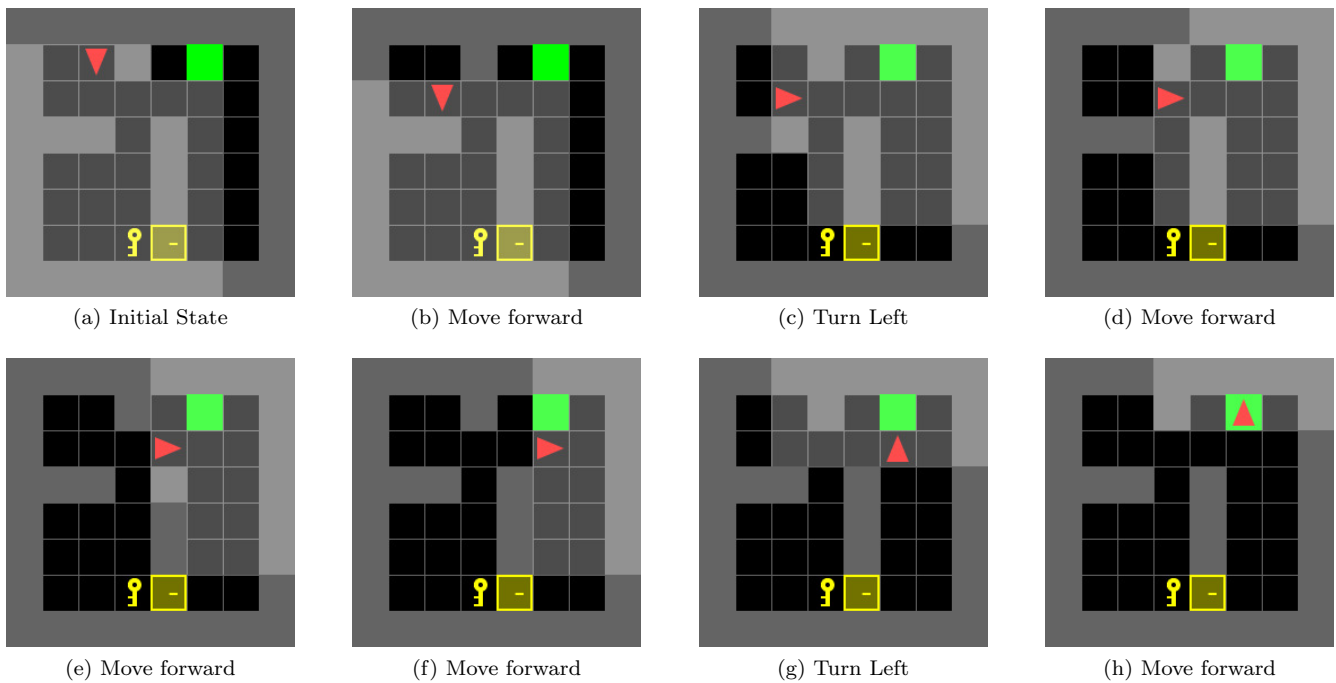 (a) Initial State
(b) Move forward
(c) Turn Left
(d) Move forward
(e) Move forward
(f) Move forward
(g) Turn Left
(h) Move forward